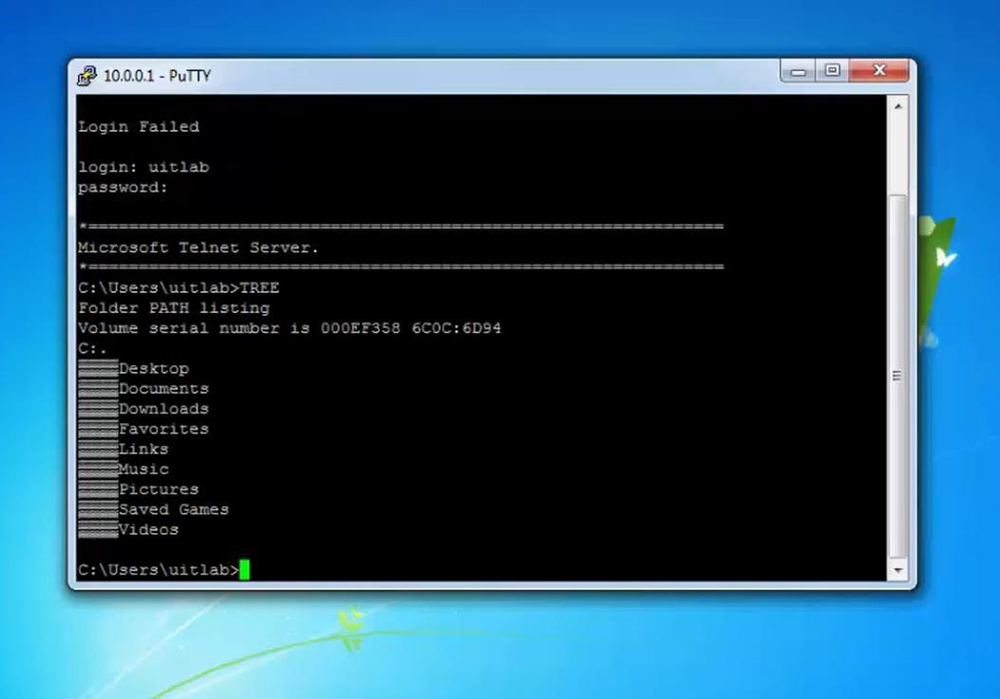 10.0.0.1 - PuTTY
Login Failed
login: uitlab
password:
*===============================================================
Microsoft Telnet Server.
*===============================================================
C:\Users\uitlab>TREE
Folder PATH listing
Volume serial number is 000EF358 6C0C:6D94
C:.
▒▒▒▒Desktop
▒▒▒▒Documents
▒▒▒▒Downloads
▒▒▒▒Favorites
▒▒▒▒Links
▒▒▒▒Music
▒▒▒▒Pictures
▒▒▒▒Saved Games
▒▒▒▒Videos
C:\Users\uitlab>